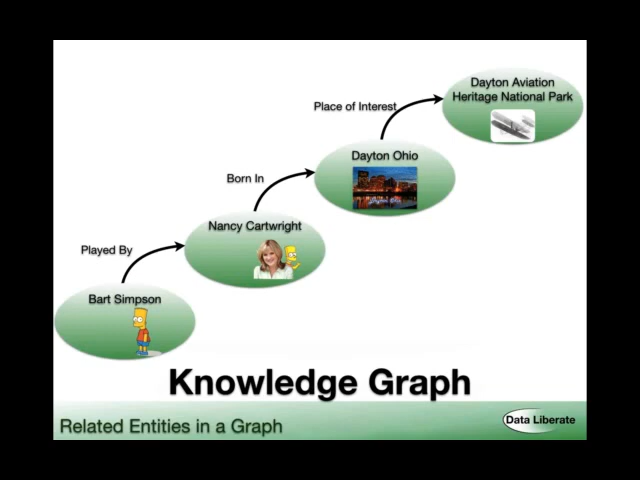 Dayton Aviation
Heritage National Park
Place of Interest
Dayton Ohio
Born In
Nancy Cartwright
Played By
Bart Simpson
Knowledge Graph
Related Entities in a Graph
Data Liberate